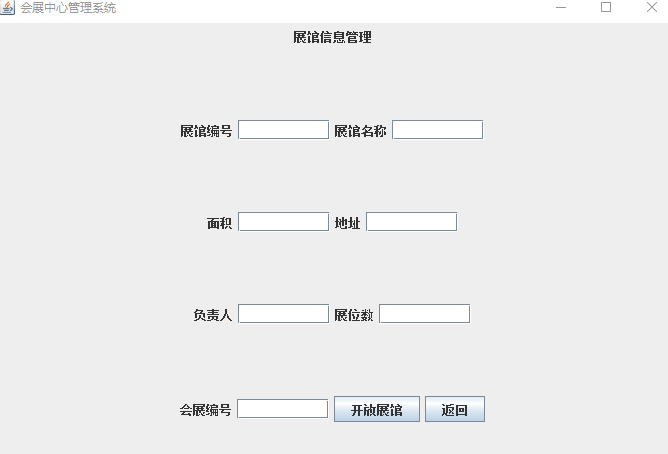 会展中心管理系统
展馆信息管理
展馆编号 展馆名称
面积 地址
负责人 展位数
会展编号 开放展馆 返回